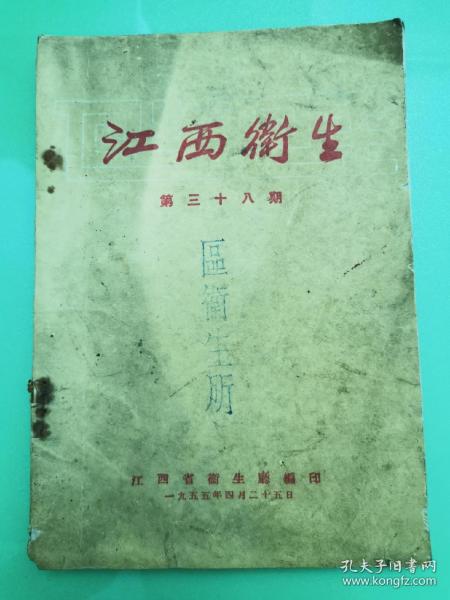 江西衛生
第三十八期
區衛生所
江西省衛生廳編印
一九五五年四月二十五日
孔夫子旧书网
www.kongfz.com